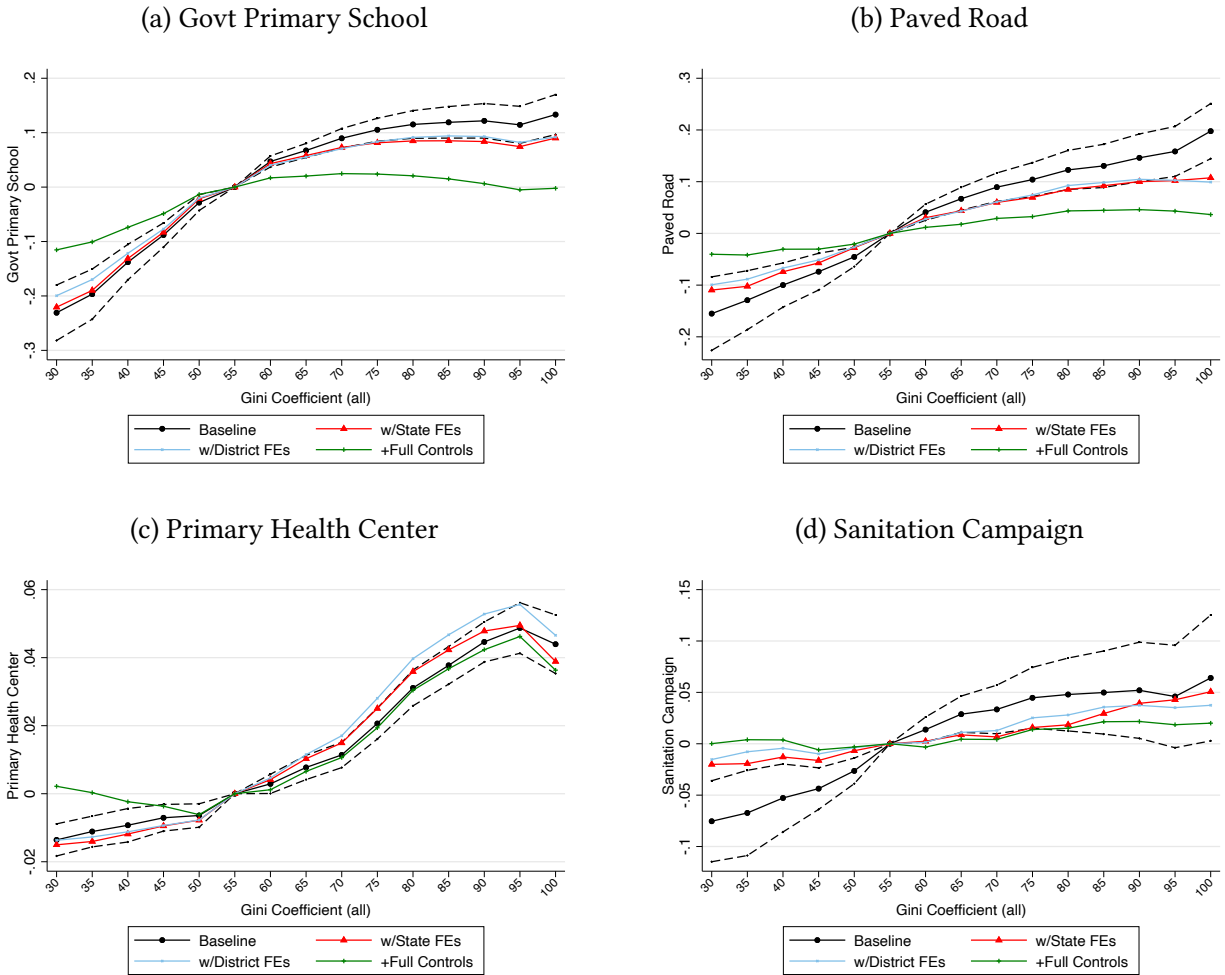 (a) Govt Primary School
Govt Primary School
.2
.1
0
-.1
-.2
-.3
30 35 40 45 50 55 60 65 70 75 80 85 90 95 100
Gini Coefficient (all)
Baseline w/State FEs
w/District FEs +Full Controls
(b) Paved Road
Paved Road
0.3
0.2
0.1
0
-0.1
-0.2
30 35 40 45 50 55 60 65 70 75 80 85 90 95 100
Gini Coefficient (all)
Baseline w/State FEs
w/District FEs +Full Controls
(c) Primary Health Center
Primary Health Center
.06
.04
.02
0
-.02
30 35 40 45 50 55 60 65 70 75 80 85 90 95 100
Gini Coefficient (all)
Baseline w/State FEs
w/District FEs +Full Controls
(d) Sanitation Campaign
Sanitation Campaign
.15
.1
.05
0
-.05
-.1
30 35 40 45 50 55 60 65 70 75 80 85 90 95 100
Gini Coefficient (all)
Baseline w/State FEs
w/District FEs +Full Controls